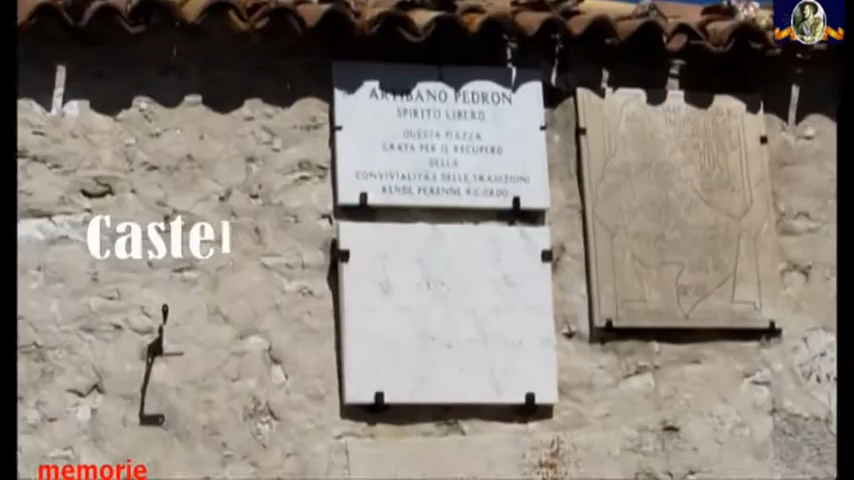 ARTIBANO PEDRON
SPIRITO LIBERO
QUESTA PIAZZA
GRATA PER IL RECUPERO
DELLA
CONVIVIALITÀ E DELLE TRADIZIONI
RENDE PERENNE RICORDO
Castel
memorie